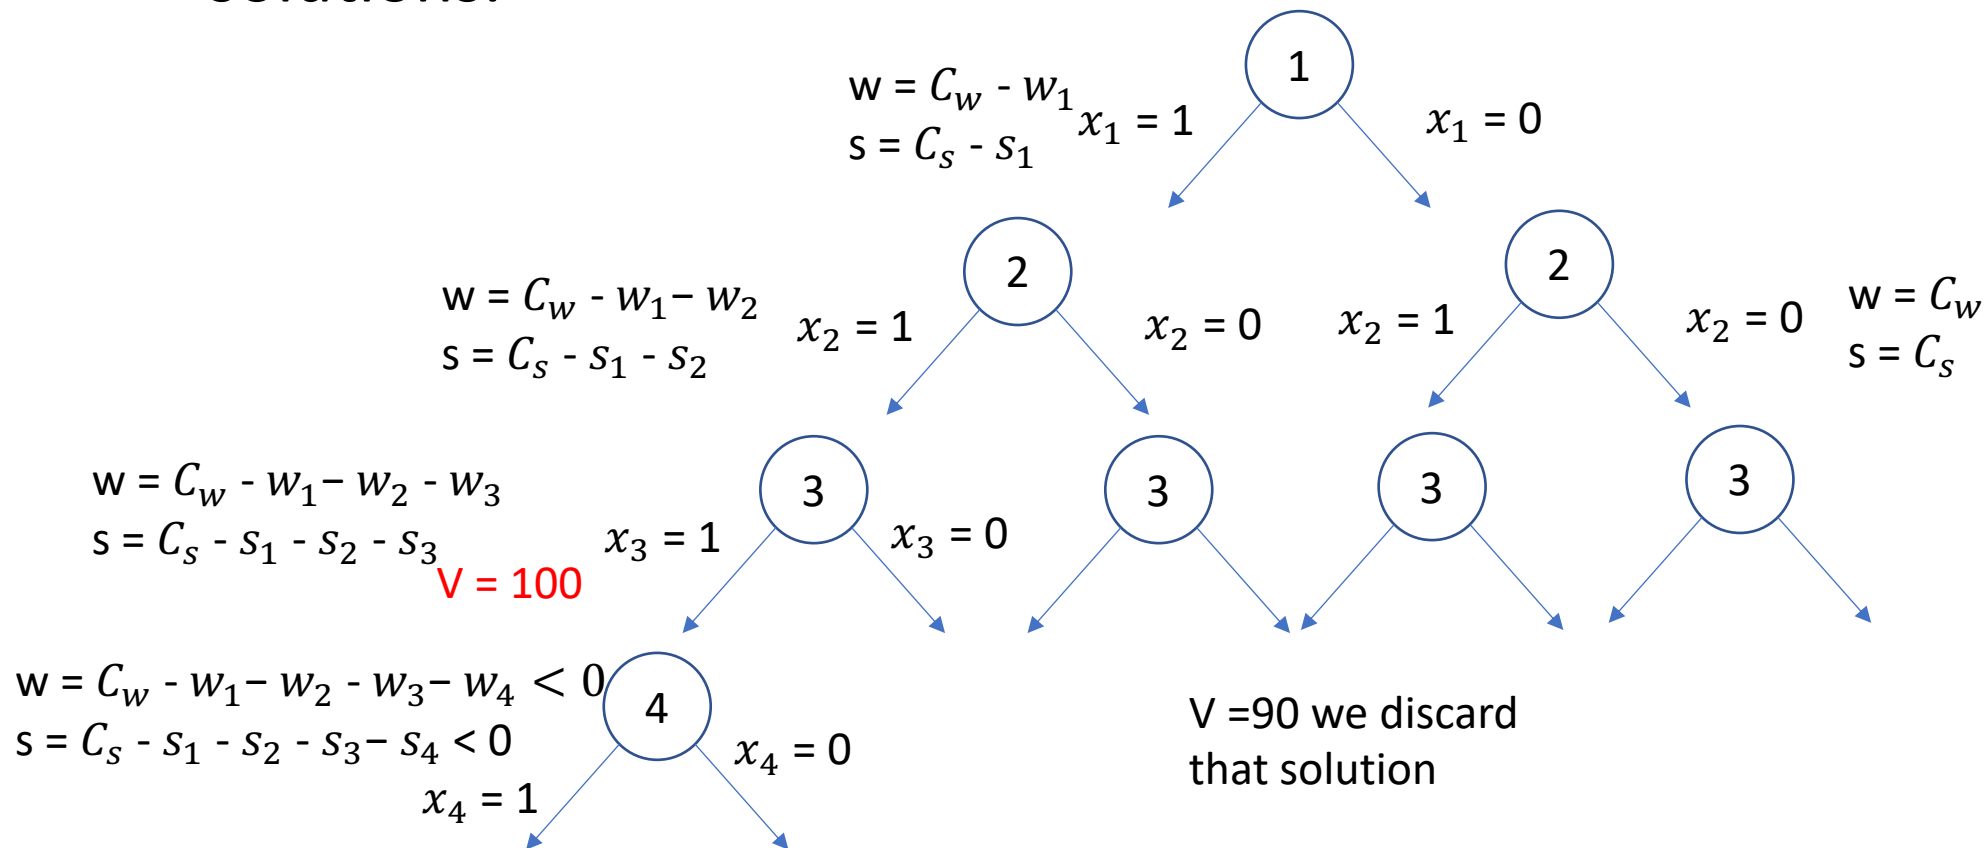 solutions.
1
w = C_w - w_1
s = C_s - s_1
x_1 = 1
x_1 = 0
2
2
w = C_w - w_1 – w_2
s = C_s - s_1 - s_2
x_2 = 1
x_2 = 0
x_2 = 1
x_2 = 0
w = C_w
s = C_s
3
3
3
3
w = C_w - w_1 – w_2 - w_3
s = C_s - s_1 - s_2 - s_3
x_3 = 1
x_3 = 0
V = 100
w = C_w - w_1 – w_2 - w_3 – w_4 < 0
s = C_s - s_1 - s_2 - s_3 – s_4 < 0
4
x_4 = 1
x_4 = 0
V =90 we discard
that solution